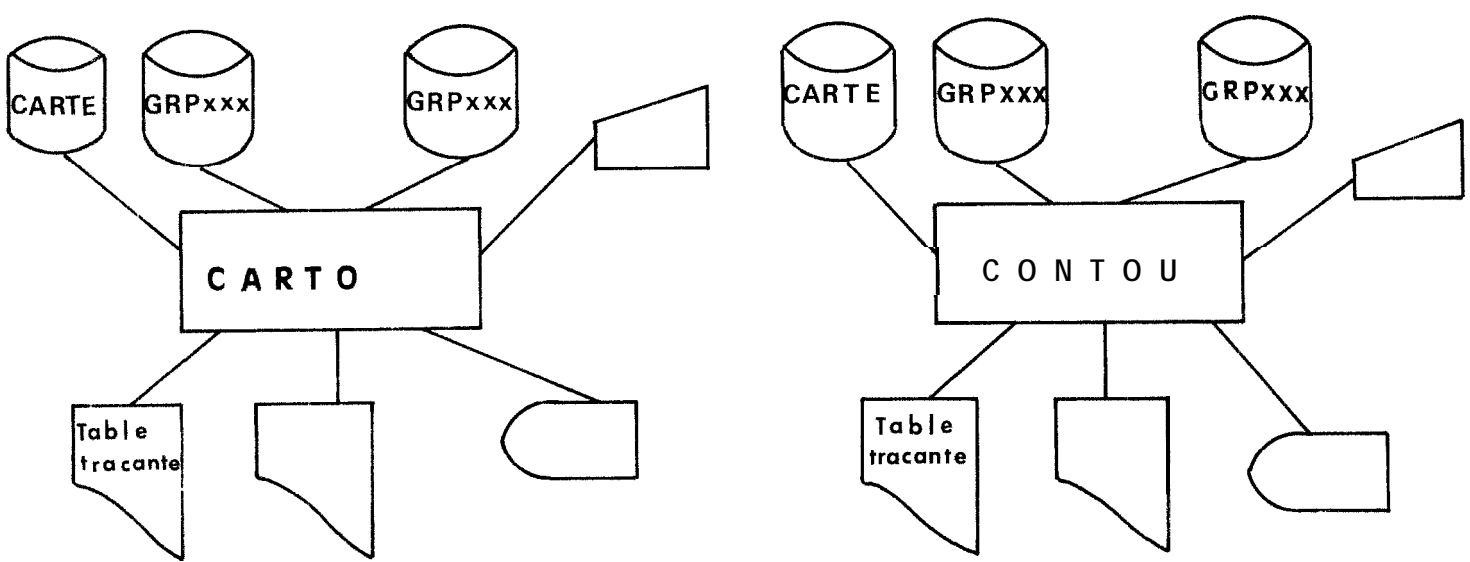 CARTE
GRPxxx
GRPxxx
CARTO
Table
tracante
CARTE
GRPxxx
GRPxxx
CONTOU
Table
tracante